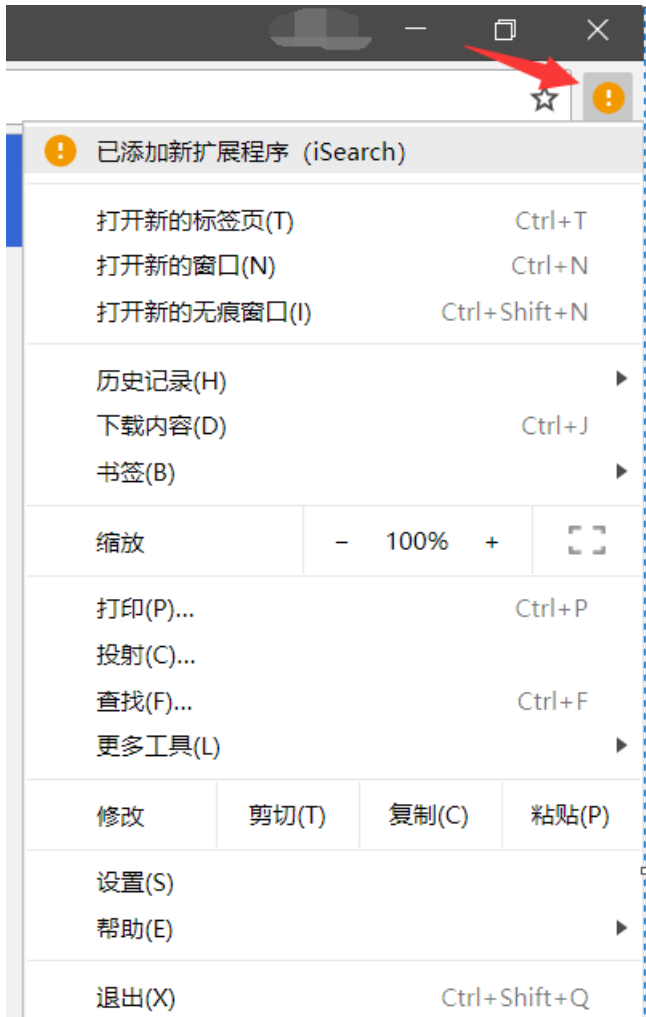 已添加新扩展程序（iSearch）
打开新的标签页(T) Ctrl+T
打开新的窗口(N) Ctrl+N
打开新的无痕窗口(I) Ctrl+Shift+N
历史记录(H)
下载内容(D) Ctrl+J
书签(B)
缩放 － 100% +
打印(P)... Ctrl+P
投射(C)...
查找(F)... Ctrl+F
更多工具(L)
修改 剪切(T) 复制(C) 粘贴(P)
设置(S)
帮助(E)
退出(X) Ctrl+Shift+Q